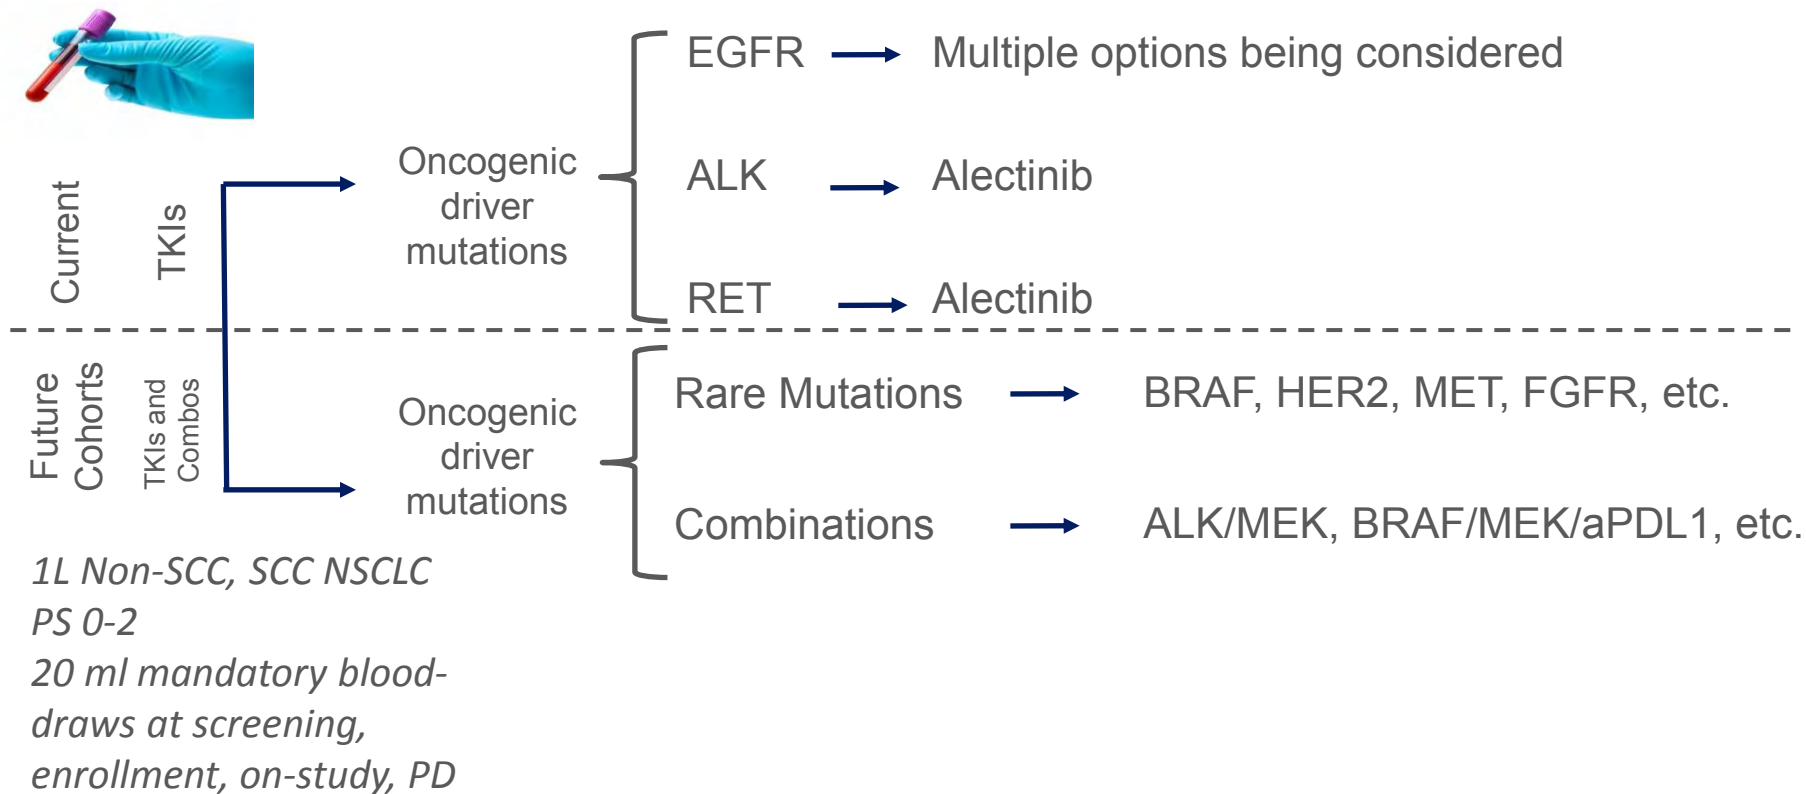 EGFR → Multiple options being considered
Current
TKIs
Oncogenic
driver
mutations
ALK → Alectinib
RET → Alectinib
Future
Cohorts
TKIs and
Combos
Oncogenic
driver
mutations
Rare Mutations → BRAF, HER2, MET, FGFR, etc.
Combinations → ALK/MEK, BRAF/MEK/aPDL1, etc.
1L Non-SCC, SCC NSCLC
PS 0-2
20 ml mandatory blood-
draws at screening,
enrollment, on-study, PD